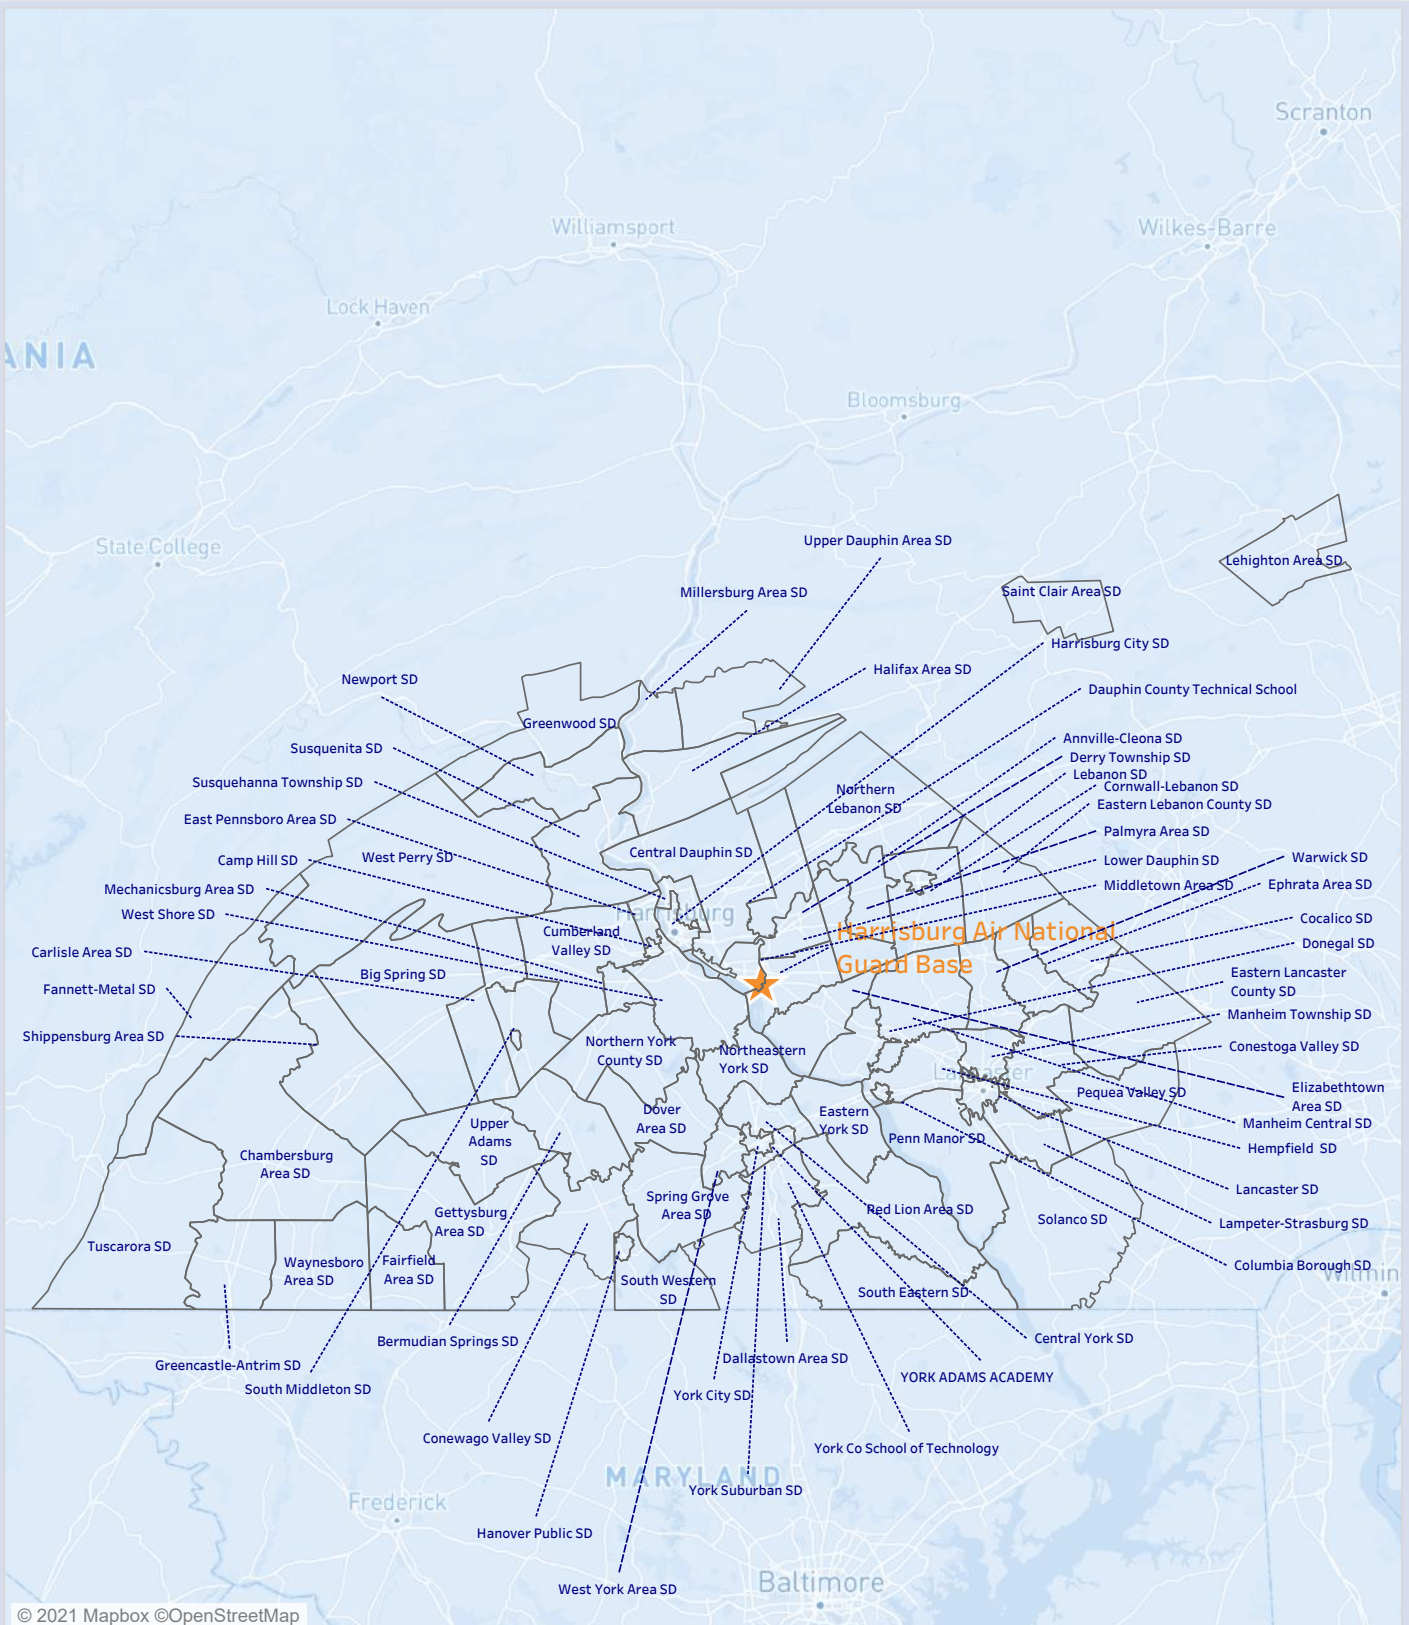 Scranton
Williamsport
Wilkes-Barre
Lock Haven
ANIA
Bloomsburg
State College
Upper Dauphin Area SD
Lehighton Area SD
Millersburg Area SD
Saint Clair Area SD
Harrisburg City SD
Halifax Area SD
Newport SD
Dauphin County Technical School
Greenwood SD
Annville-Cleona SD
Susquenita SD
Derry Township SD
Lebanon SD
Susquehanna Township SD
Cornwall-Lebanon SD
Northern
Lebanon SD
Eastern Lebanon County SD
East Pennsboro Area SD
Palmyra Area SD
Central Dauphin SD
West Perry SD
Camp Hill SD
Lower Dauphin SD
Warwick SD
Mechanicsburg Area SD
Middletown Area SD
Ephrata Area SD
West Shore SD
Harrisburg
Cocalico SD
Cumberland
Valley SD
Harrisburg Air National
Guard Base
Donegal SD
Carlisle Area SD
Big Spring SD
Eastern Lancaster
County SD
Fannett-Metal SD
Manheim Township SD
Shippensburg Area SD
Northern York
County SD
Northeastern
York SD
Conestoga Valley SD
Lancaster
Pequea Valley SD
Elizabethtown
Area SD
Dover
Area SD
Eastern
York SD
Manheim Central SD
Upper
Adams
SD
Penn Manor SD
Hempfield SD
Chambersburg
Area SD
Lancaster SD
Spring Grove
Area SD
Red Lion Area SD
Solanco SD
Gettysburg
Area SD
Lampeter-Strasburg SD
Tuscarora SD
Waynesboro
Area SD
Fairfield
Area SD
Columbia Borough SD
Wilmin
South Western
SD
South Eastern SD
Bermudian Springs SD
Central York SD
Greencastle-Antrim SD
Dallastown Area SD
South Middleton SD
York City SD
YORK ADAMS ACADEMY
Conewago Valley SD
York Co School of Technology
MARYLAND
York Suburban SD
Frederick
Hanover Public SD
Baltimore
West York Area SD
© 2021 Mapbox ©OpenStreetMap